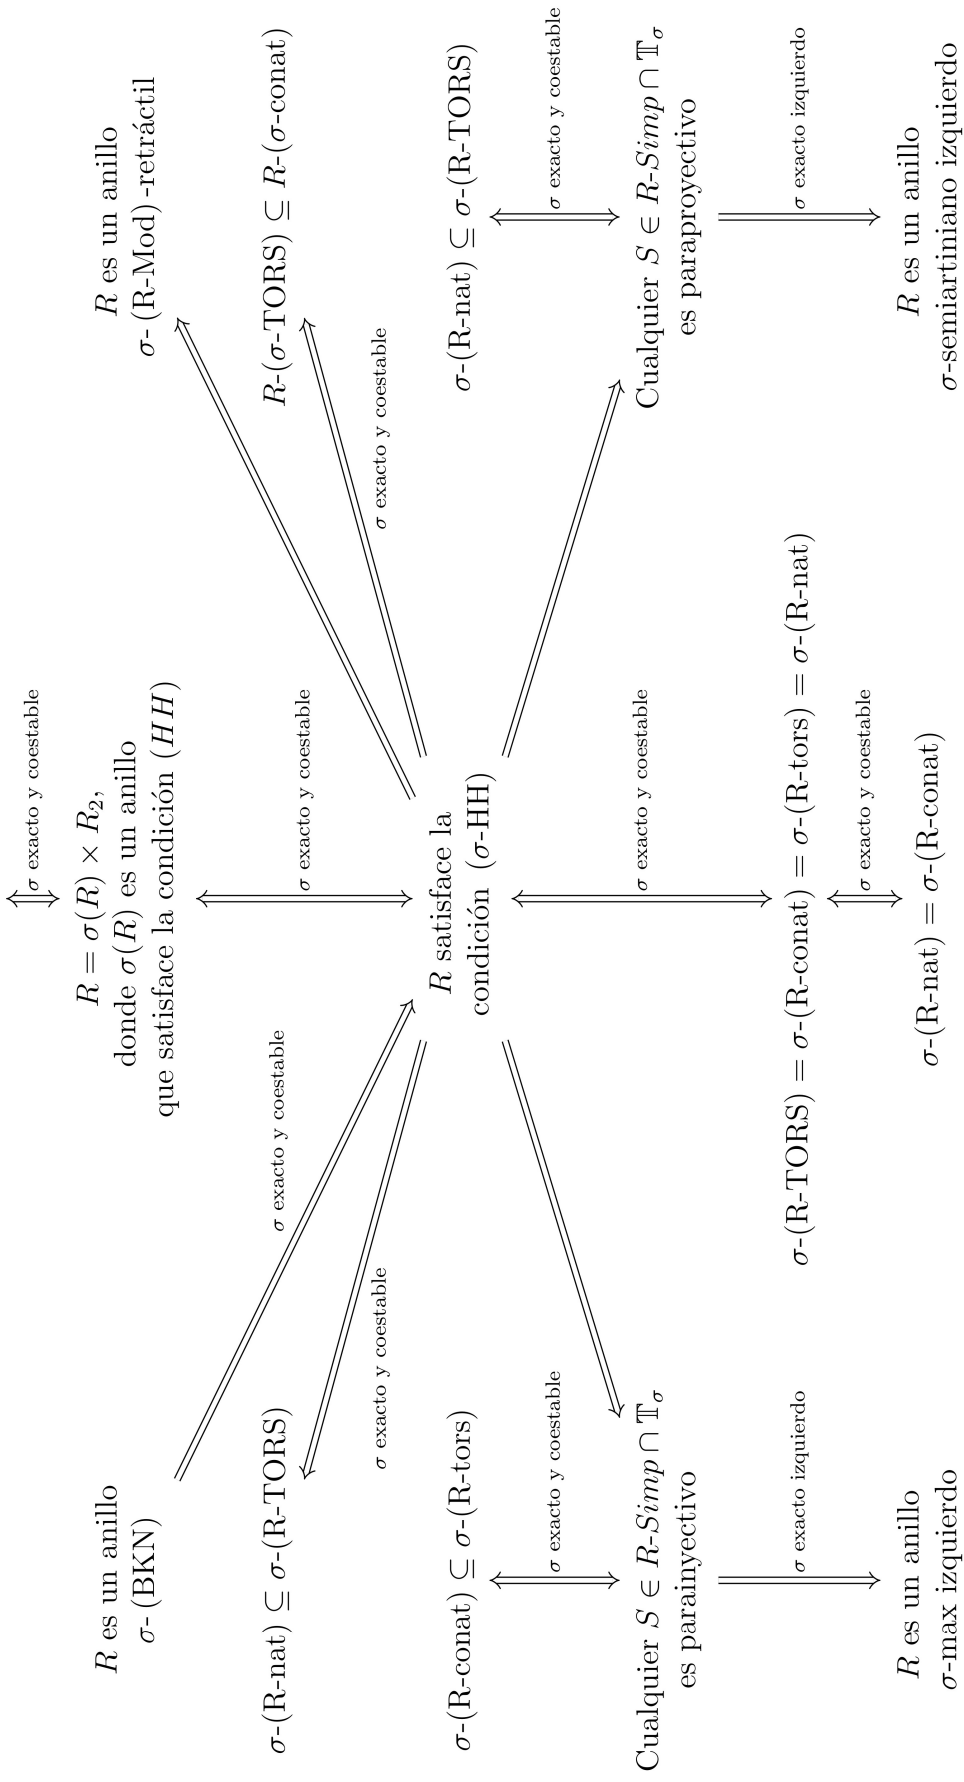 σ exacto y coestable
R = σ(R) × R₂,
donde σ(R) es un anillo
que satisface la condición (HH)
R es un anillo
σ- (BKN)
R es un anillo
σ- (R-Mod) -retráctil
σ exacto y coestable
σ exacto y coestable
σ-(R-nat) ⊆ σ-(R-TORS)
R-(σ-TORS) ⊆ R-(σ-conat)
σ exacto y coestable
σ exacto y coestable
σ-(R-conat) ⊆ σ-(R-tors)
R satisface la
condición (σ-HH)
σ-(R-nat) ⊆ σ-(R-TORS)
σ exacto y coestable
σ exacto y coestable
σ exacto y coestable
Cualquier S ∈ R-Simp ∩ 𝕋σ
es parainyectivo
Cualquier S ∈ R-Simp ∩ 𝕋σ
es paraproyectivo
σ exacto izquierdo
σ-(R-TORS) = σ-(R-conat) = σ-(R-tors) = σ-(R-nat)
σ exacto izquierdo
σ exacto y coestable
R es un anillo
σ-max izquierdo
σ-(R-nat) = σ-(R-conat)
R es un anillo
σ-semiartiniano izquierdo